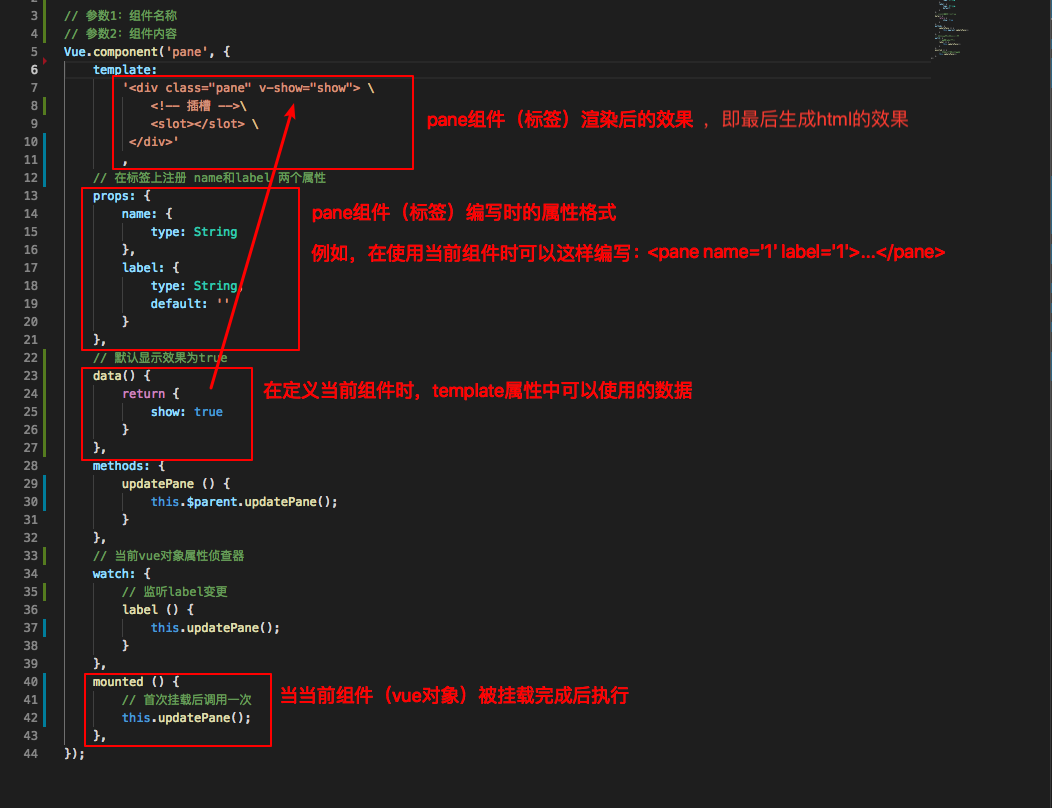 2
3 // 参数1: 组件名称
4 // 参数2: 组件内容
5 Vue.component('pane', {
6 template:
7 '<div class="pane" v-show="show"> \
8 <!-- 插槽 -->\
9 <slot></slot> \
10 </div>'
11 ,
pane组件（标签）渲染后的效果 ，即最后生成html的效果
12 // 在标签上注册 name和label 两个属性
13 props: {
14 name: {
15 type: String
16 },
17 label: {
18 type: String,
19 default: ''
20 }
21 },
pane组件（标签）编写时的属性格式
例如，在使用当前组件时可以这样编写：<pane name='1' label='1'>...</pane>
22 // 默认显示效果为true
23 data() {
24 return {
25 show: true
26 }
27 },
在定义当前组件时，template属性中可以使用的数据
28 methods: {
29 updatePane () {
30 this.$parent.updatePane();
31 }
32 },
33 // 当前vue对象属性侦查器
34 watch: {
35 // 监听label变更
36 label () {
37 this.updatePane();
38 }
39 },
40 mounted () {
41 // 首次挂载后调用一次
42 this.updatePane();
43 },
当当前组件（vue对象）被挂载完成后执行
44 });